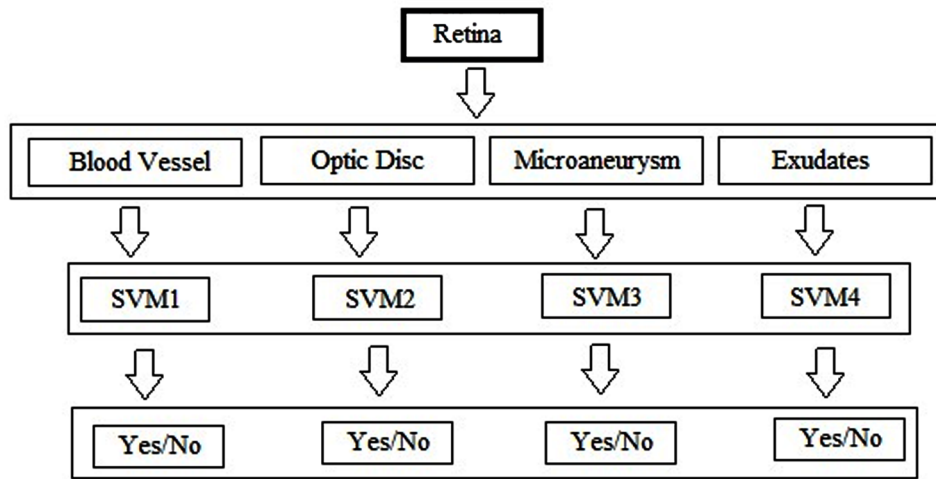 Retina
Blood Vessel Optic Disc Microaneurysm Exudates
SVM1 SVM2 SVM3 SVM4
Yes/No Yes/No Yes/No Yes/No